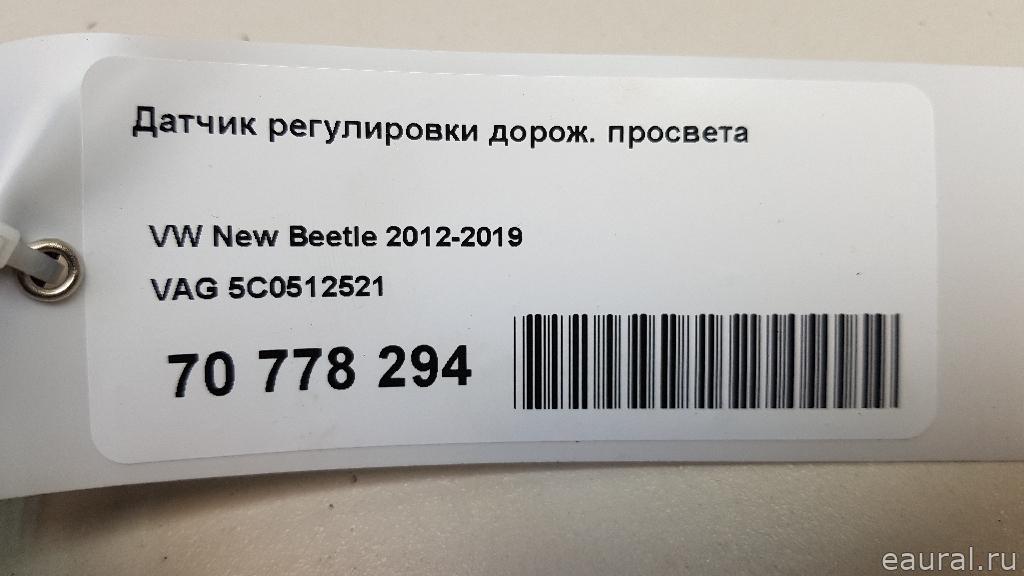 Датчик регулировки дорож. просвета
VW New Beetle 2012-2019
VAG 5C0512521
70 778 294
eaural.ru